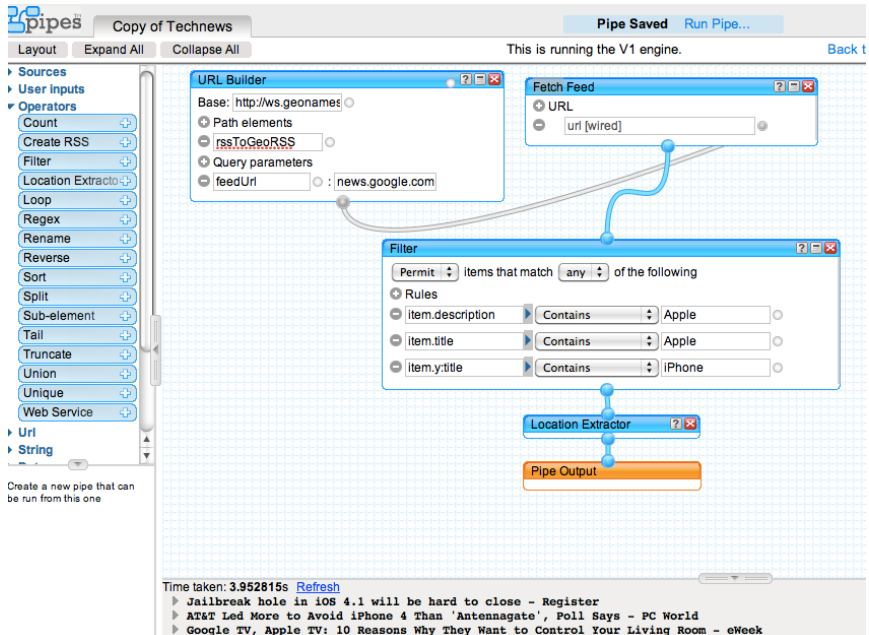 pipes
Copy of Technews
Pipe Saved Run Pipe...
Layout Expand All Collapse All
This is running the V1 engine.
Back t
Sources
User inputs
Operators
Count
Create RSS
Filter
Location Extracto
Loop
Regex
Rename
Reverse
Sort
Split
Sub-element
Tail
Truncate
Union
Unique
Web Service
Url
String
Create a new pipe that can
be run from this one
URL Builder
Base: http://ws.geonames
Path elements
rssToGeoRSS
Query parameters
feedUrl : news.google.com
Fetch Feed
URL
url [wired]
Filter
Permit items that match any of the following
Rules
item.description Contains Apple
item.title Contains Apple
item.y:title Contains iPhone
Location Extractor
Pipe Output
Time taken: 3.952815s Refresh
Jailbreak hole in iOS 4.1 will be hard to close - Register
AT&T Led More to Avoid iPhone 4 Than 'Antennagate', Poll Says - PC World
Google TV, Apple TV: 10 Reasons Why They Want to Control Your Living Room - eWeek